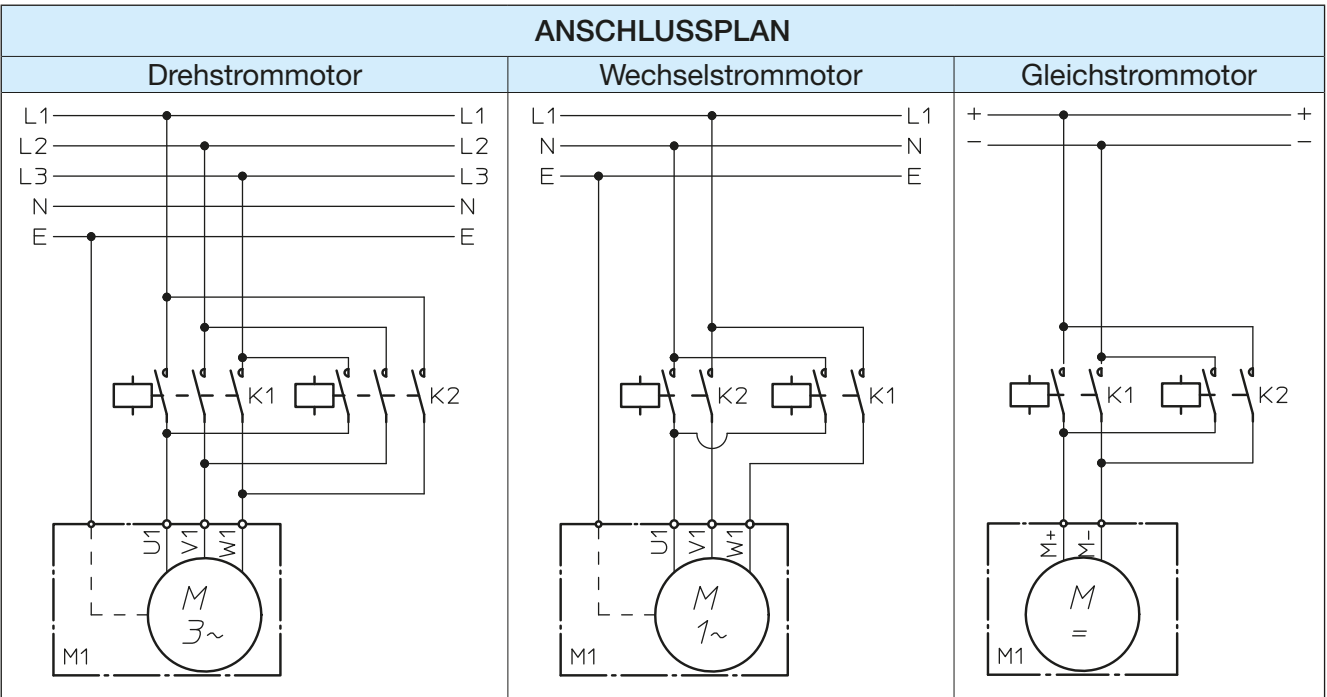 ANSCHLUSSPLAN
Drehstrommotor
L1 L1
L2 L2
L3 L3
N N
E E
K1 K2
U1 V1 W1
M
3~
M1
Wechselstrommotor
L1 L1
N N
E E
K2 K1
U1 V1 W1
M
1~
M1
Gleichstrommotor
+ +
− −
K1 K2
M+ M-
M
=
M1